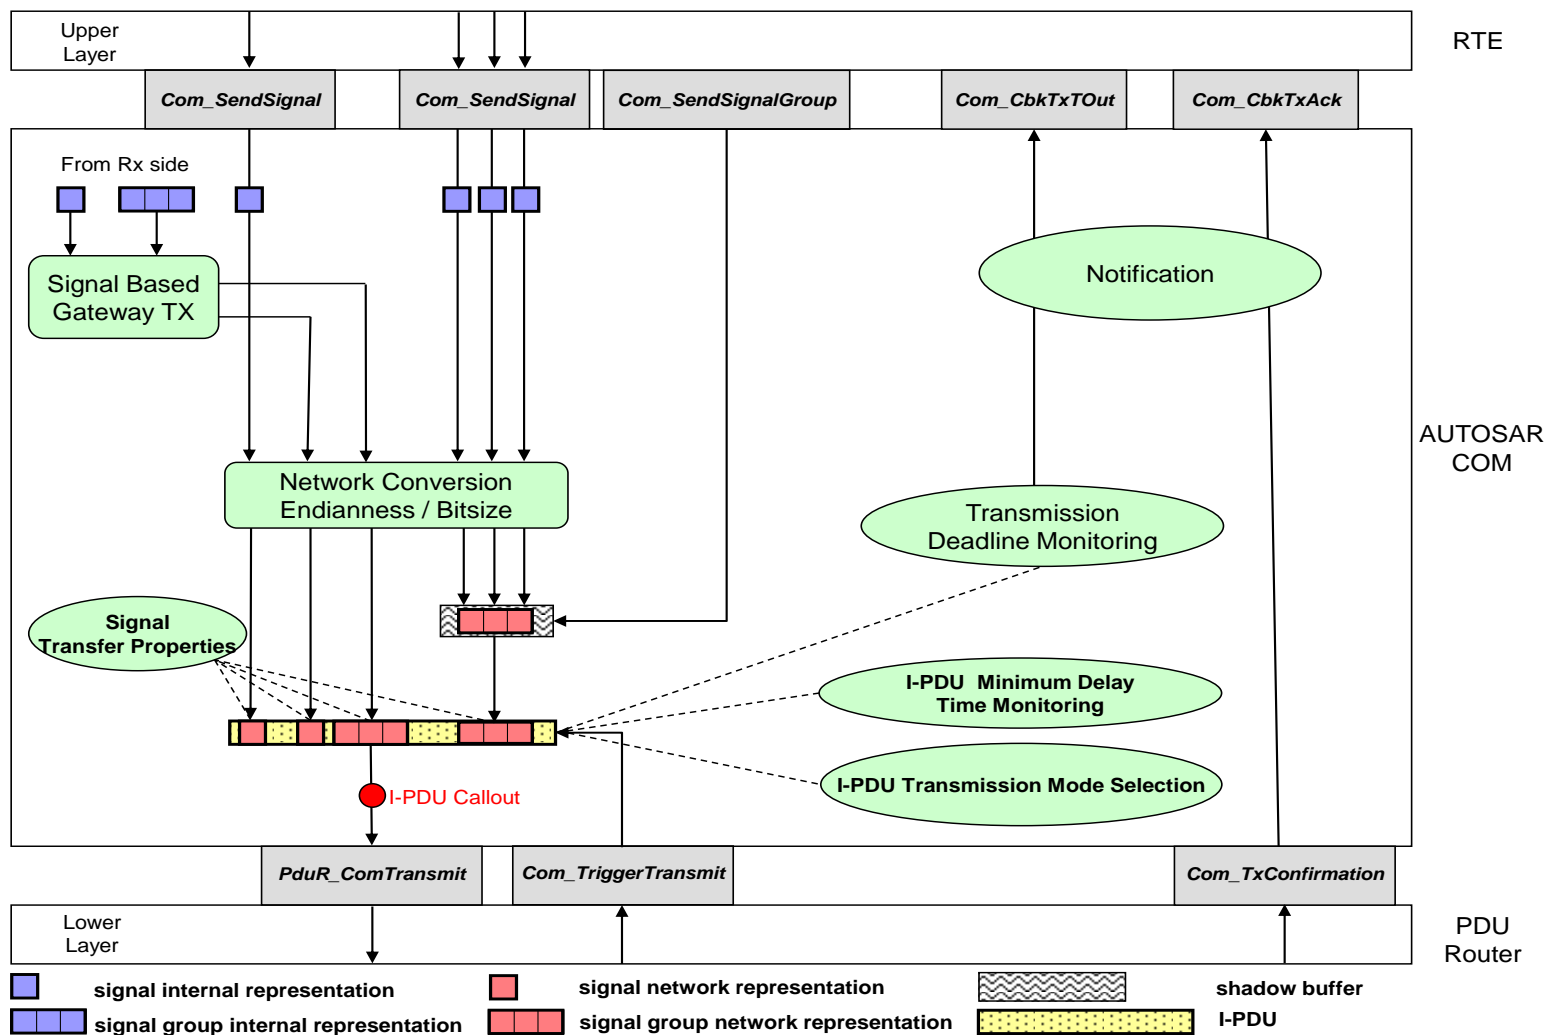 Upper
Layer
RTE
Com_SendSignal
Com_SendSignal
Com_SendSignalGroup
Com_CbkTxTOut
Com_CbkTxAck
From Rx side
Signal Based
Gateway TX
Notification
AUTOSAR
COM
Network Conversion
Endianness / Bitsize
Transmission
Deadline Monitoring
Signal
Transfer Properties
I-PDU Minimum Delay
Time Monitoring
I-PDU Transmission Mode Selection
I-PDU Callout
PduR_ComTransmit
Com_TriggerTransmit
Com_TxConfirmation
Lower
Layer
PDU
Router
signal internal representation
signal network representation
shadow buffer
signal group internal representation
signal group network representation
I-PDU